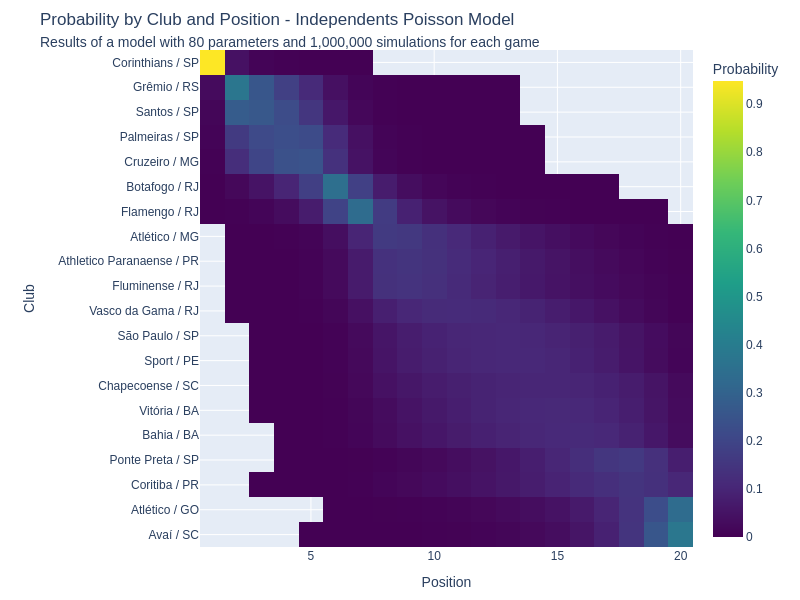 Probability by Club and Position - Independents Poisson Model
Results of a model with 80 parameters and 1,000,000 simulations for each game
Probability
Corinthians / SP
Grêmio / RS
Santos / SP
Palmeiras / SP
Cruzeiro / MG
Botafogo / RJ
Flamengo / RJ
Atlético / MG
Athletico Paranaense / PR
Fluminense / RJ
Vasco da Gama / RJ
São Paulo / SP
Sport / PE
Chapecoense / SC
Vitória / BA
Bahia / BA
Ponte Preta / SP
Coritiba / PR
Atlético / GO
Avaí / SC
Club
5
10
15
20
Position
0.9
0.8
0.7
0.6
0.5
0.4
0.3
0.2
0.1
0